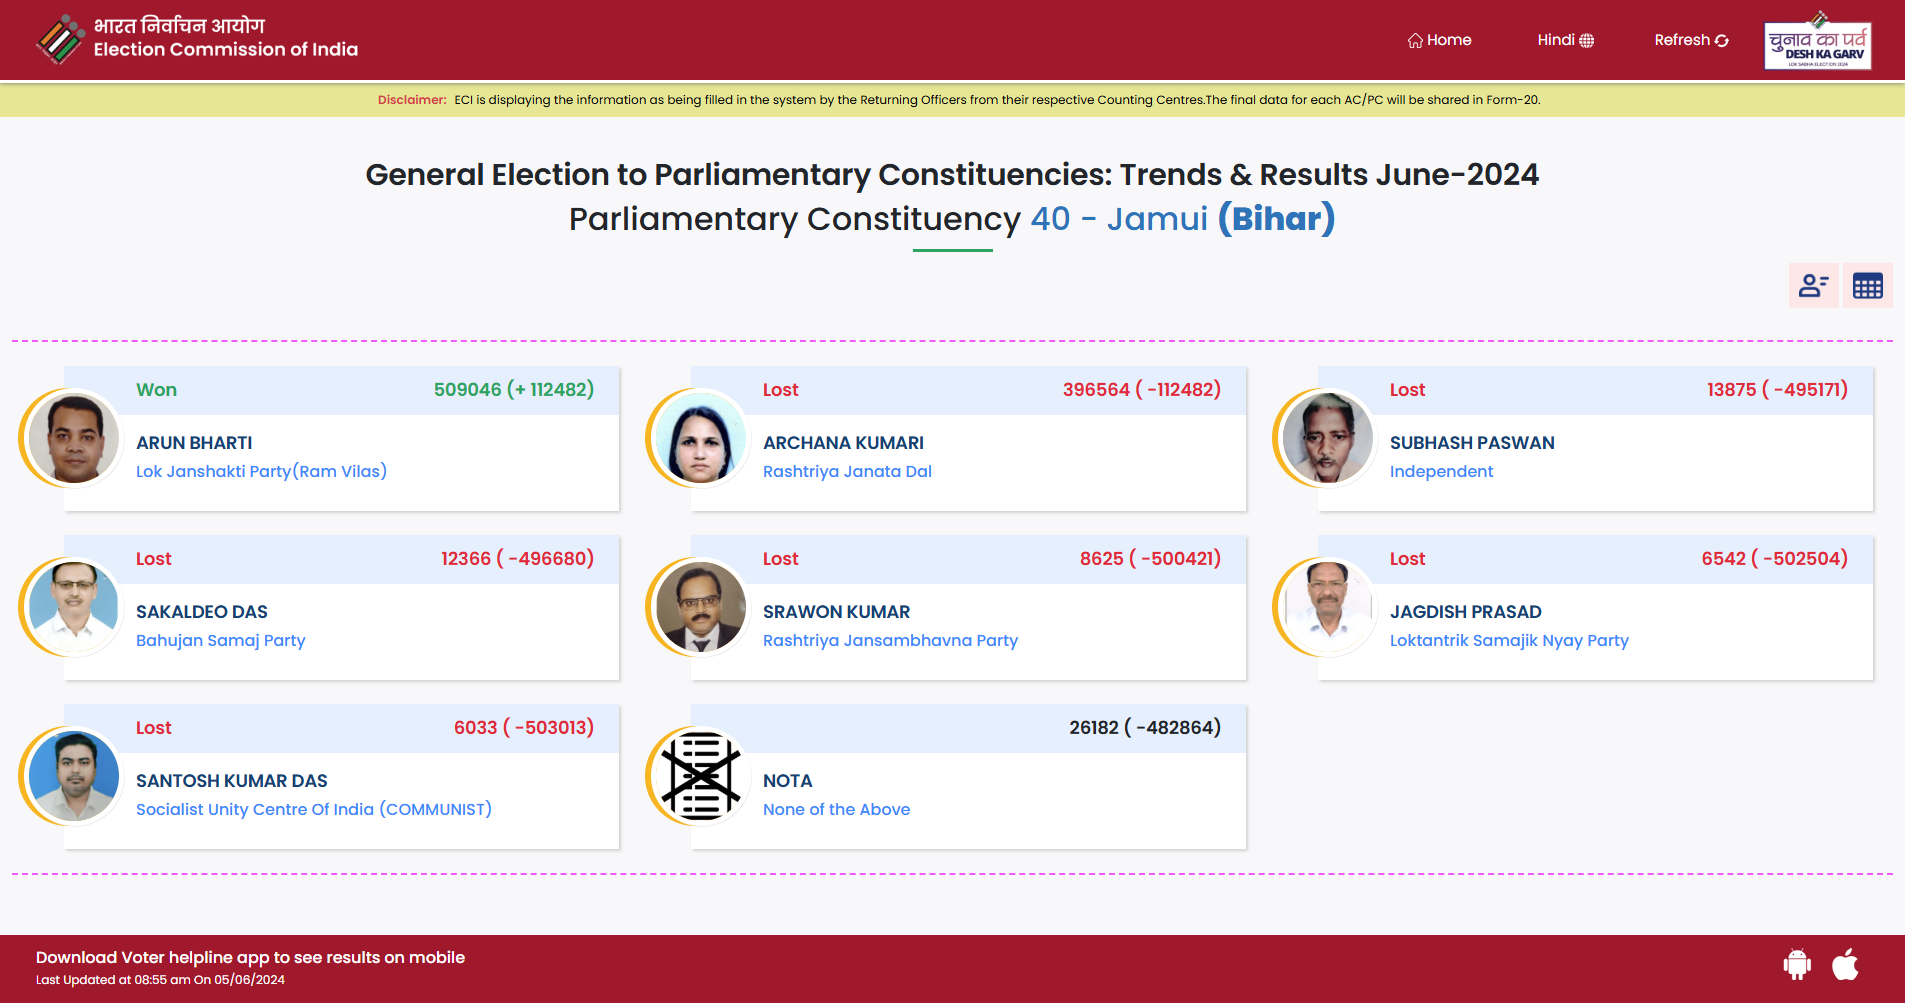 भारत निर्वाचन आयोग
Election Commission of India
Home
Hindi
Refresh
चुनाव का पर्व
DESH KA GARV
LOK SABHA ELECTION 2024
Disclaimer: ECI is displaying the information as being filled in the system by the Returning Officers from their respective Counting Centres.The final data for each AC/PC will be shared in Form-20.
General Election to Parliamentary Constituencies: Trends & Results June-2024
Parliamentary Constituency 40 - Jamui (Bihar)
Won 509046 (+ 112482)
ARUN BHARTI
Lok Janshakti Party(Ram Vilas)
Lost 396564 ( -112482)
ARCHANA KUMARI
Rashtriya Janata Dal
Lost 13875 ( -495171)
SUBHASH PASWAN
Independent
Lost 12366 ( -496680)
SAKALDEO DAS
Bahujan Samaj Party
Lost 8625 ( -500421)
SRAWON KUMAR
Rashtriya Jansambhavna Party
Lost 6542 ( -502504)
JAGDISH PRASAD
Loktantrik Samajik Nyay Party
Lost 6033 ( -503013)
SANTOSH KUMAR DAS
Socialist Unity Centre Of India (COMMUNIST)
26182 ( -482864)
NOTA
None of the Above
Download Voter helpline app to see results on mobile
Last Updated at 08:55 am On 05/06/2024